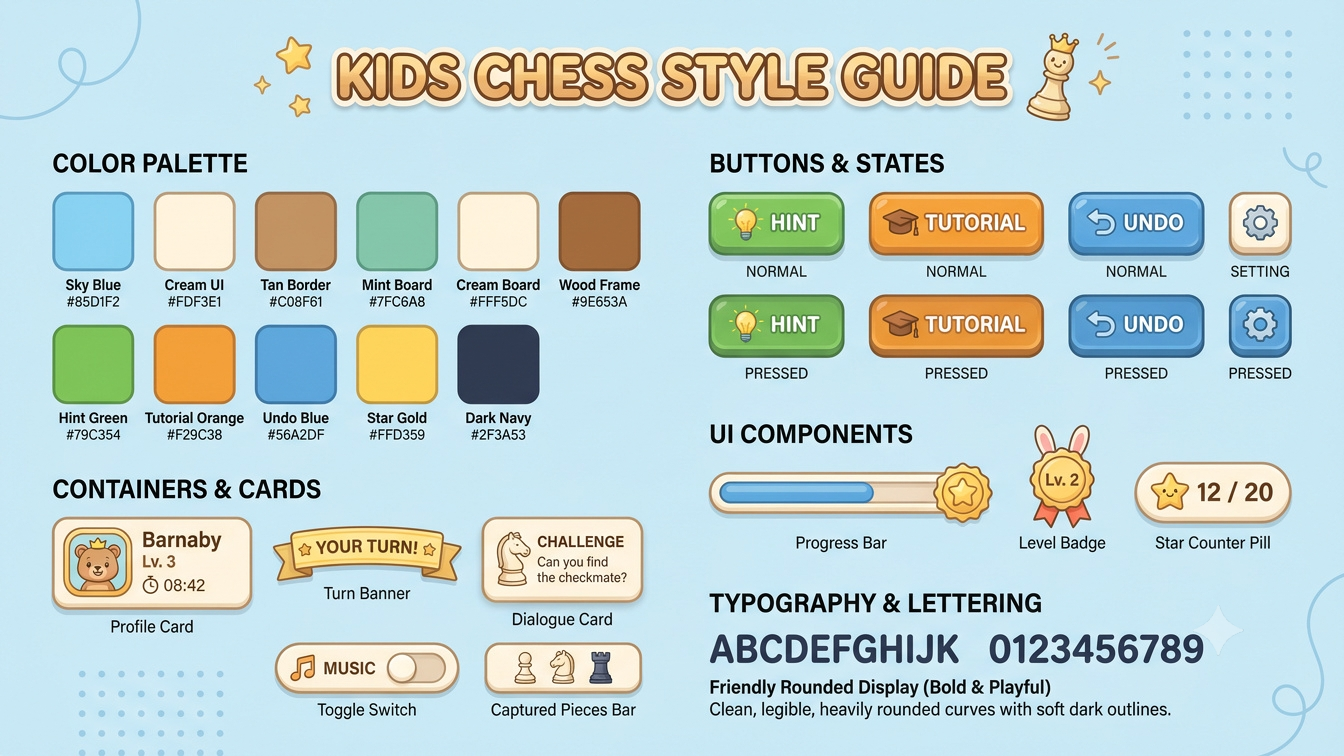 KIDS CHESS STYLE GUIDE
COLOR PALETTE
Sky Blue
#85D1F2
Cream UI
#FDF3E1
Tan Border
#C08F61
Mint Board
#7FC6A8
Cream Board
#FFF5DC
Wood Frame
#9E653A
Hint Green
#79C354
Tutorial Orange
#F29C38
Undo Blue
#56A2DF
Star Gold
#FFD359
Dark Navy
#2F3A53
CONTAINERS & CARDS
Barnaby
Lv. 3
08:42
Profile Card
YOUR TURN!
Turn Banner
CHALLENGE
Can you find
the checkmate?
Dialogue Card
MUSIC
Toggle Switch
Captured Pieces Bar
BUTTONS & STATES
HINT
NORMAL
TUTORIAL
NORMAL
UNDO
NORMAL
SETTING
HINT
PRESSED
TUTORIAL
PRESSED
UNDO
PRESSED
PRESSED
UI COMPONENTS
Progress Bar
Lv. 2
Level Badge
12 / 20
Star Counter Pill
TYPOGRAPHY & LETTERING
ABCDEFGHIJK 0123456789
Friendly Rounded Display (Bold & Playful)
Clean, legible, heavily rounded curves with soft dark outlines.